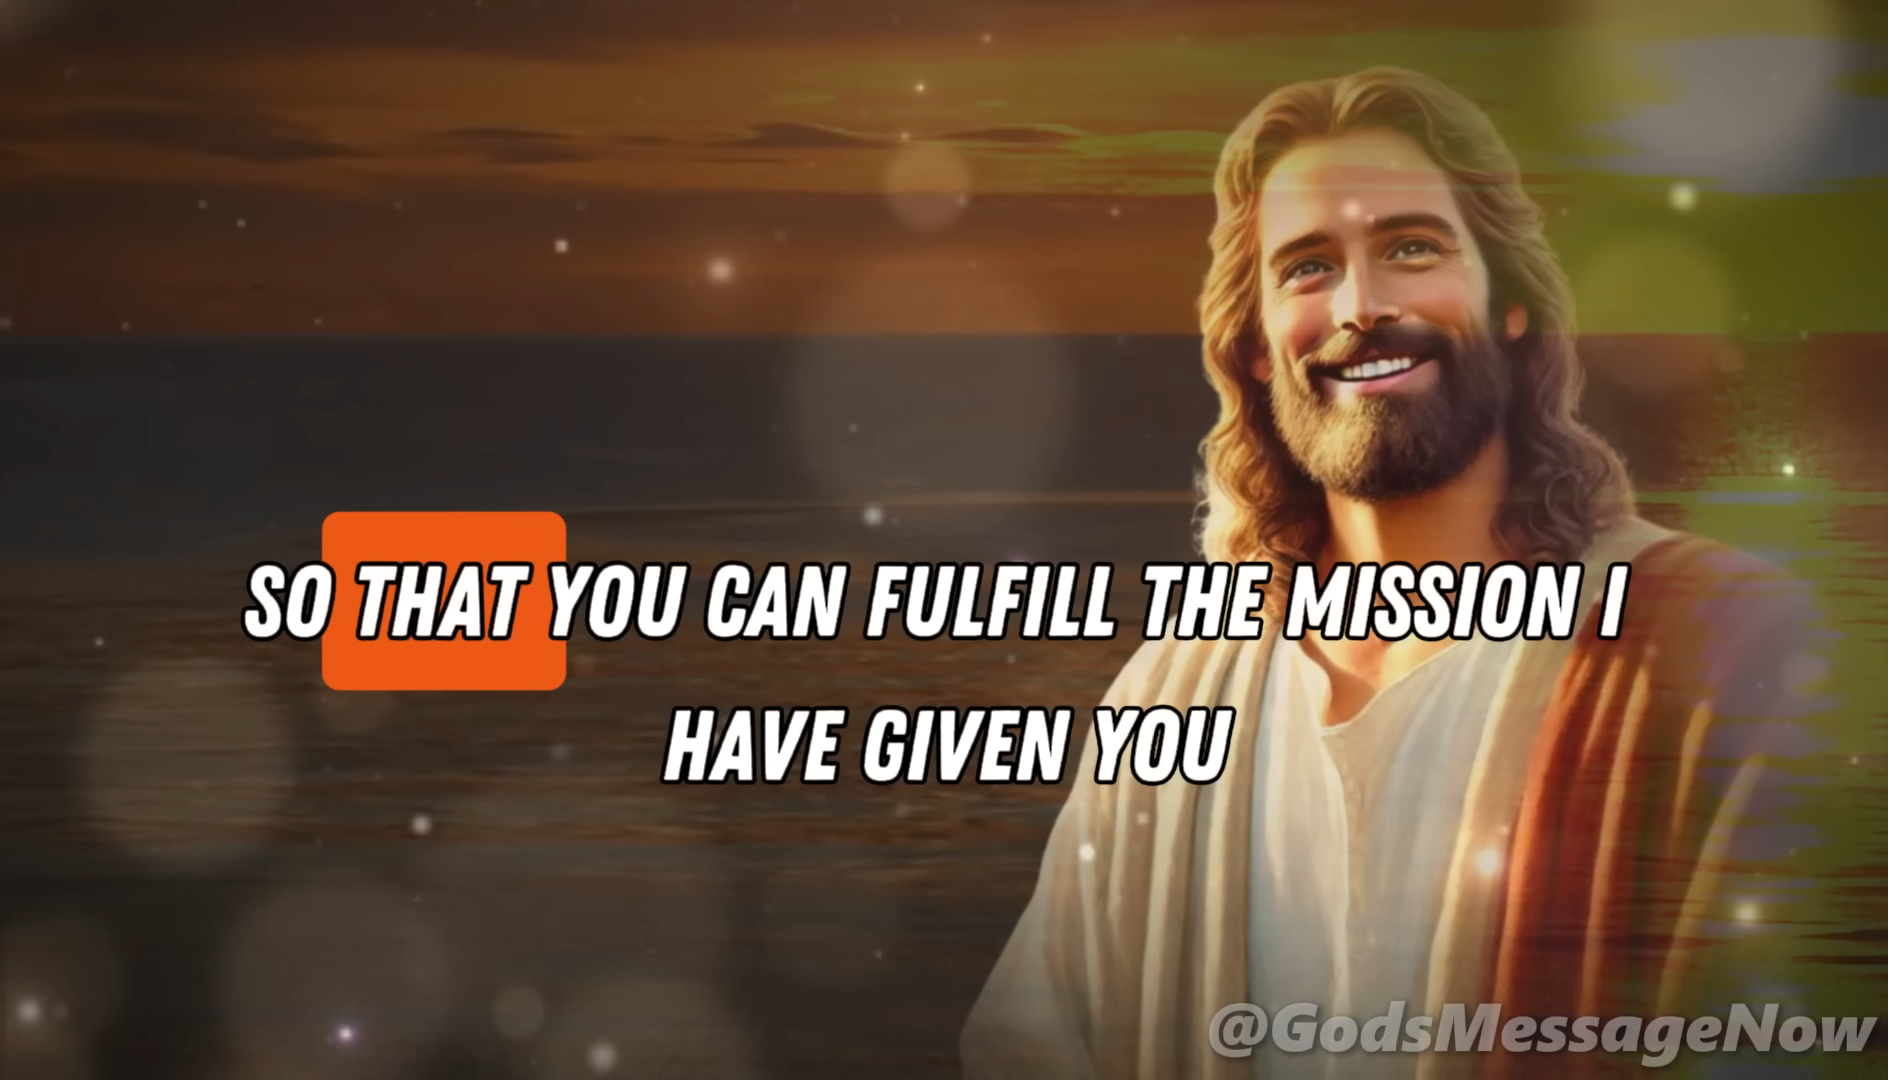 SO THAT YOU CAN FULFILL THE MISSION I
HAVE GIVEN YOU
@GodsMessageNow